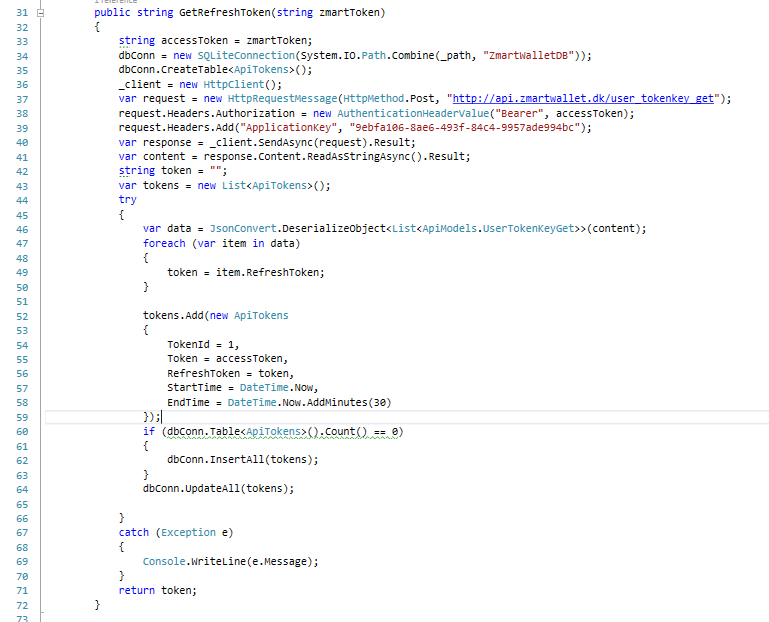 31 public string GetRefreshToken(string zmartToken)
32 {
33 string accessToken = zmartToken;
34 dbConn = new SQLiteConnection(System.IO.Path.Combine(_path, "ZmartWalletDB"));
35 dbConn.CreateTable<ApiTokens>();
36 _client = new HttpClient();
37 var request = new HttpRequestMessage(HttpMethod.Post, "http://api.zmartwallet.dk/user_tokenkey_get");
38 request.Headers.Authorization = new AuthenticationHeaderValue("Bearer", accessToken);
39 request.Headers.Add("ApplicationKey", "9ebfa106-8ae6-493f-84c4-9957ade994bc");
40 var response = _client.SendAsync(request).Result;
41 var content = response.Content.ReadAsStringAsync().Result;
42 string token = "";
43 var tokens = new List<ApiTokens>();
44 try
45 {
46 var data = JsonConvert.DeserializeObject<List<ApiModels.UserTokenKeyGet>>(content);
47 foreach (var item in data)
48 {
49 token = item.RefreshToken;
50 }
51
52 tokens.Add(new ApiTokens
53 {
54 TokenId = 1,
55 Token = accessToken,
56 RefreshToken = token,
57 StartTime = DateTime.Now,
58 EndTime = DateTime.Now.AddMinutes(30)
59 });
60 if (dbConn.Table<ApiTokens>().Count() == 0)
61 {
62 dbConn.InsertAll(tokens);
63 }
64 dbConn.UpdateAll(tokens);
65
66 }
67 catch (Exception e)
68 {
69 Console.WriteLine(e.Message);
70 }
71 return token;
72 }
73